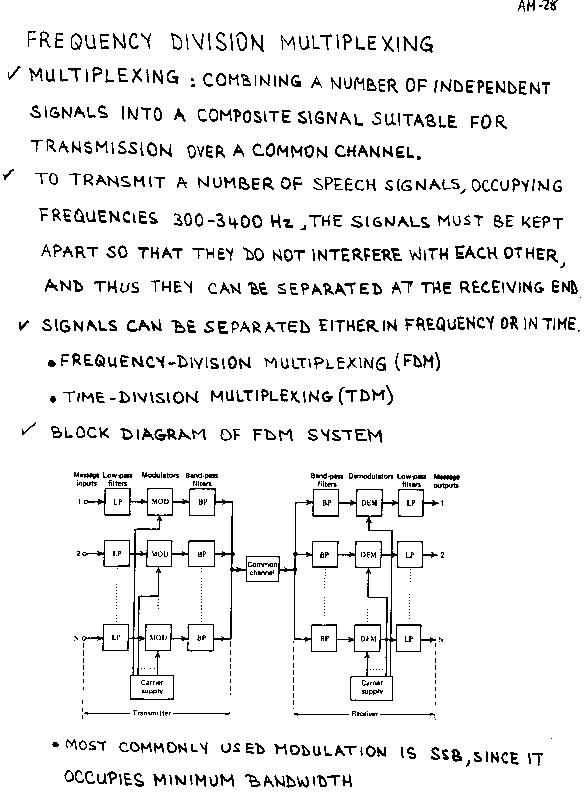 AM-28
FREQUENCY DIVISION MULTIPLEXING
✓ MULTIPLEXING : COMBINING A NUMBER OF INDEPENDENT
SIGNALS INTO A COMPOSITE SIGNAL SUITABLE FOR
TRANSMISSION OVER A COMMON CHANNEL.
✓ TO TRANSMIT A NUMBER OF SPEECH SIGNALS, OCCUPYING
FREQUENCIES 300-3400 Hz, THE SIGNALS MUST BE KEPT
APART SO THAT THEY DO NOT INTERFERE WITH EACH OTHER,
AND THUS THEY CAN BE SEPARATED AT THE RECEIVING END.
✓ SIGNALS CAN BE SEPARATED EITHER IN FREQUENCY OR IN TIME.
• FREQUENCY-DIVISION MULTIPLEXING (FDM)
• TIME-DIVISION MULTIPLEXING (TDM)
✓ BLOCK DIAGRAM OF FDM SYSTEM
Message Low-pass Modulators Band-pass Band-pass Demodulators Low-pass Message
inputs filters filters filters filters outputs
1 LP MOD BP BP DEM LP 1
2 LP MOD BP BP DEM LP 2
Common
channel
N LP MOD BP BP DEM LP N
Carrier Carrier
supply supply
Transmitter Receiver
• MOST COMMONLY USED MODULATION IS SSB, SINCE IT
OCCUPIES MINIMUM BANDWIDTH